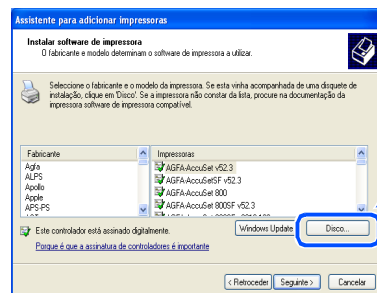 Assistente para adicionar impressoras
Instalar software de impressora
O fabricante e modelo determinam o software de impressora a utilizar.
Seleccione o fabricante e o modelo da impressora. Se esta vinha acompanhada de uma disquete de
instalação, clique em 'Disco'. Se a impressora não constar da lista, procure na documentação da
impressora software de impressora compatível.
Fabricante
Agfa
ALPS
Apollo
Apple
APS-PS
Impressoras
AGFA-AccuSet v52.3
AGFA-AccuSetSF v52.3
AGFA-AccuSet 800
AGFA-AccuSet 800SF v52.3
Este controlador está assinado digitalmente.
Porque é que a assinatura de controladores é importante
Windows Update
Disco...
< Retroceder
Seguinte >
Cancelar